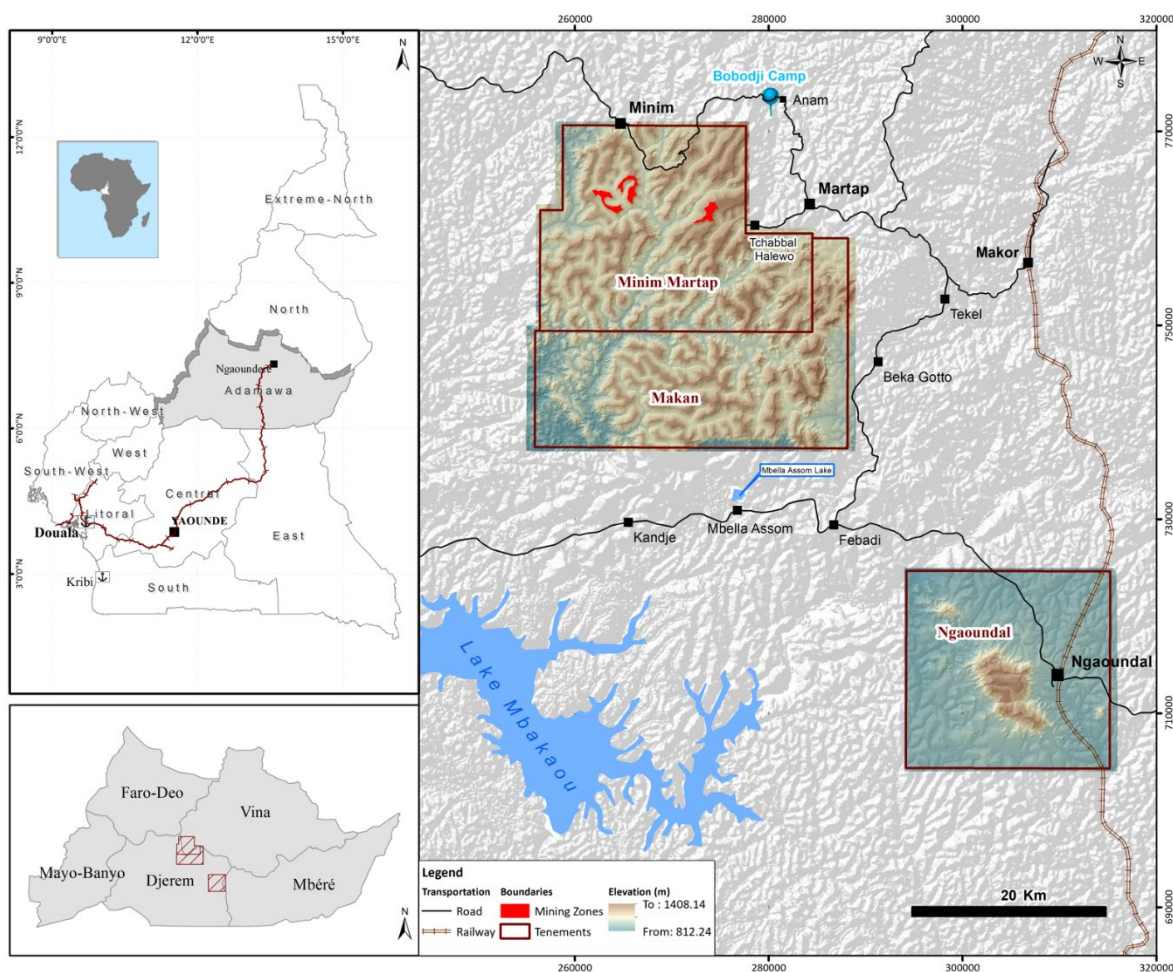 9°00'0"E
12°00'0"E
15°00'0"E
N
12°0'0"N
9°0'0"N
6°0'0"N
3°0'0"N
Extreme-North
North
Ngaoundere
Adamawa
North-West
West
South-West
Central
Litoral
YAOUNDE
Douala
East
Kribi
South
N
Faro-Deo
Vina
Mayo-Banyo
Djerem
Mbéré
260000
280000
300000
320000
N
W
E
S
Bobodji Camp
Anam
Minim
770000
Martap
Tchabbal
Halewo
Makor
Minim Martap
Tekel
750000
Beka Gotto
Makan
Mbella Assom Lake
730000
Kandje
Mbella Assom
Febadi
Ngaoundal
Ngaoundal
Lake Mbakaou
710000
Legend
Transportation
Boundaries
Elevation (m)
Road
Mining Zones
To : 1408.14
Railway
Tenements
From: 812.24
20 Km
690000
260000
280000
300000
320000